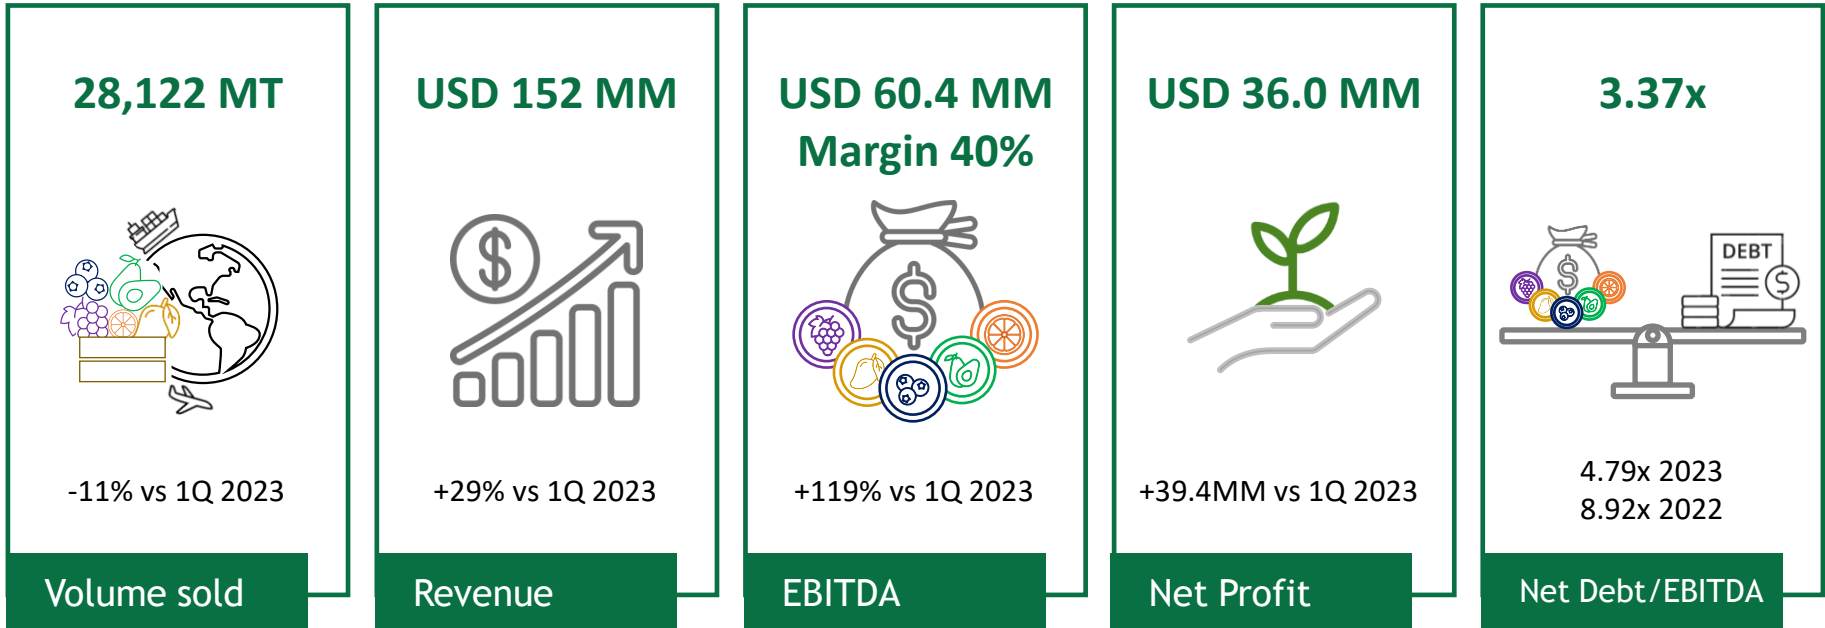 28,122 MT
-11% vs 1Q 2023
Volume sold
USD 152 MM
$
+29% vs 1Q 2023
Revenue
USD 60.4 MM
Margin 40%
$
+119% vs 1Q 2023
EBITDA
USD 36.0 MM
+39.4MM vs 1Q 2023
Net Profit
3.37x
$
DEBT
$
4.79x 2023
8.92x 2022
Net Debt/EBITDA